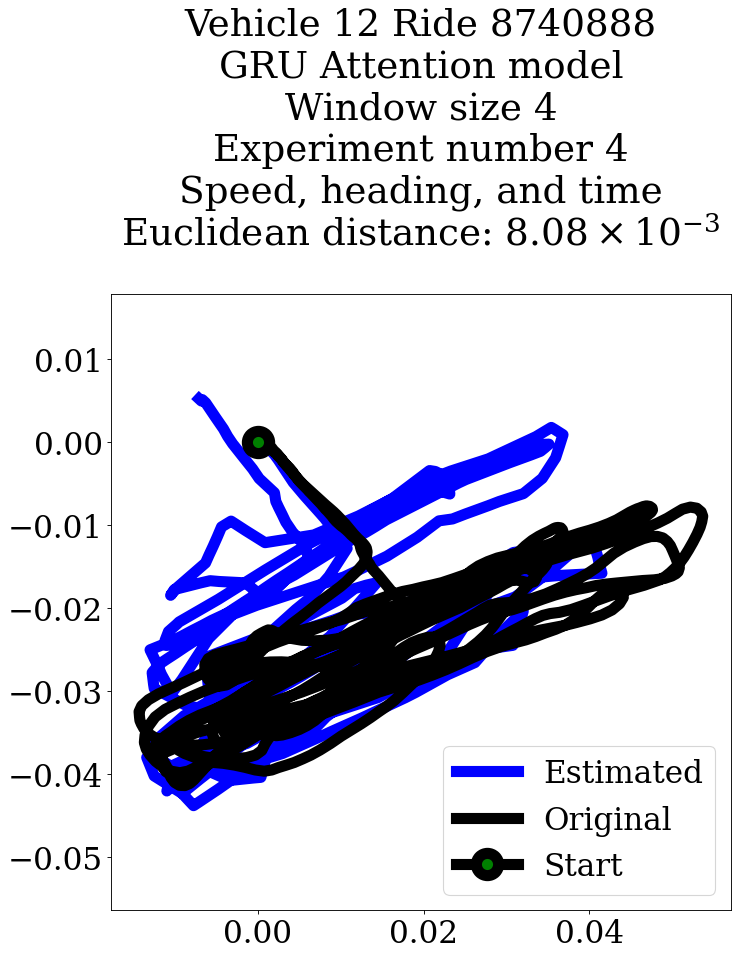 Vehicle 12 Ride 8740888
GRU Attention model
Window size 4
Experiment number 4
Speed, heading, and time
Euclidean distance: 8.08 × 10⁻³
0.01
0.00
−0.01
−0.02
−0.03
−0.04
−0.05
Estimated
Original
Start
0.00 0.02 0.04